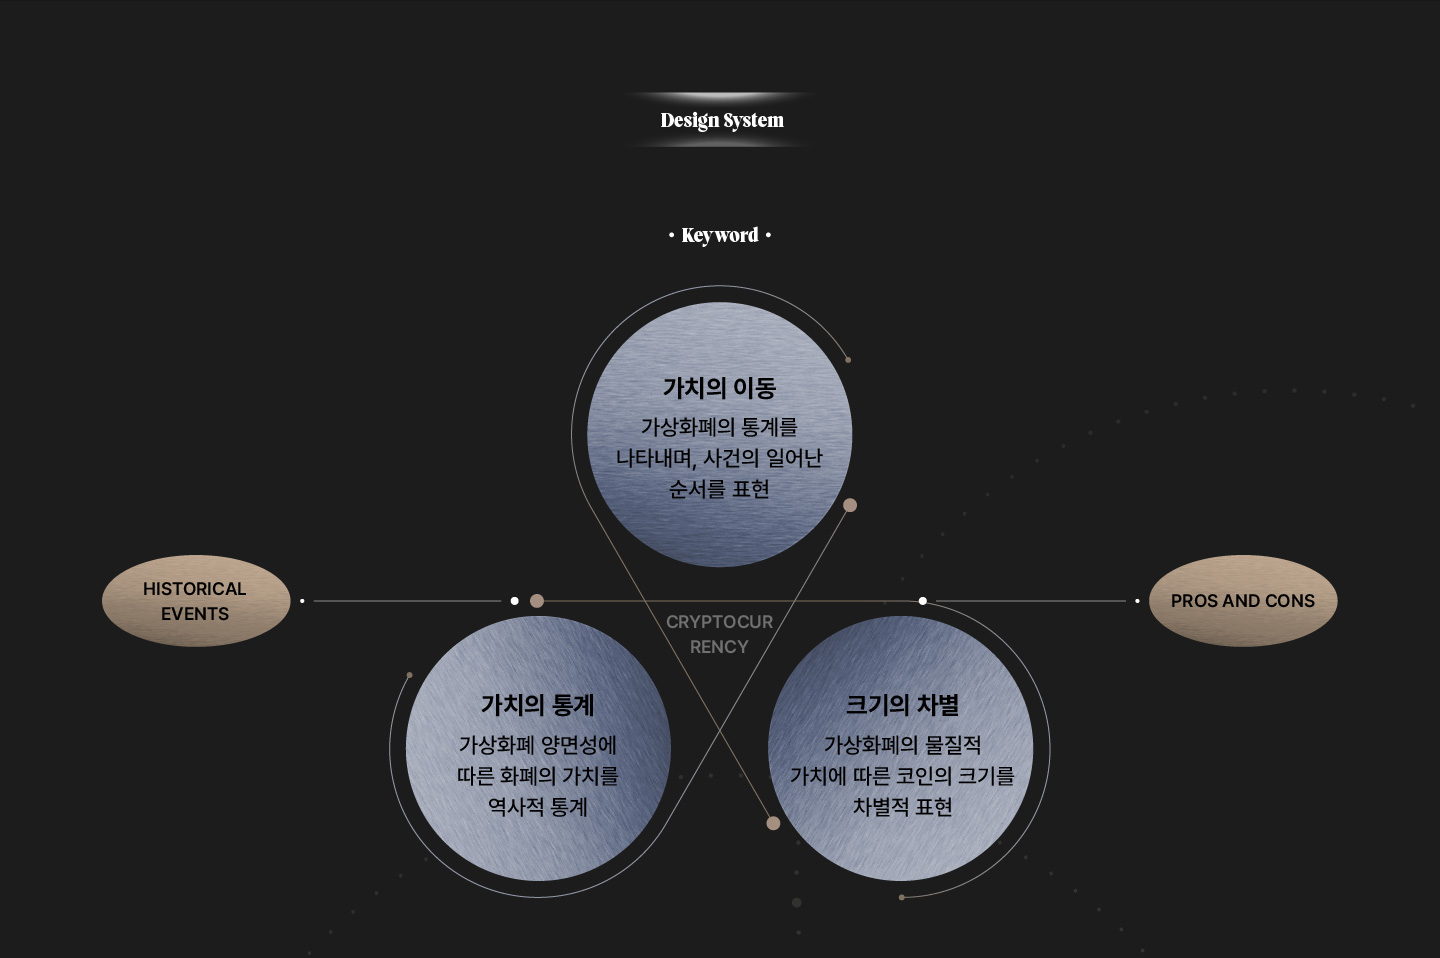 Design System
• Keyword •
가치의 이동
가상화폐의 통계를
나타내며, 사건의 일어난
순서를 표현
HISTORICAL
EVENTS
CRYPTOCUR
RENCY
PROS AND CONS
가치의 통계
가상화폐 양면성에
따른 화폐의 가치를
역사적 통계
크기의 차별
가상화폐의 물질적
가치에 따른 코인의 크기를
차별적 표현